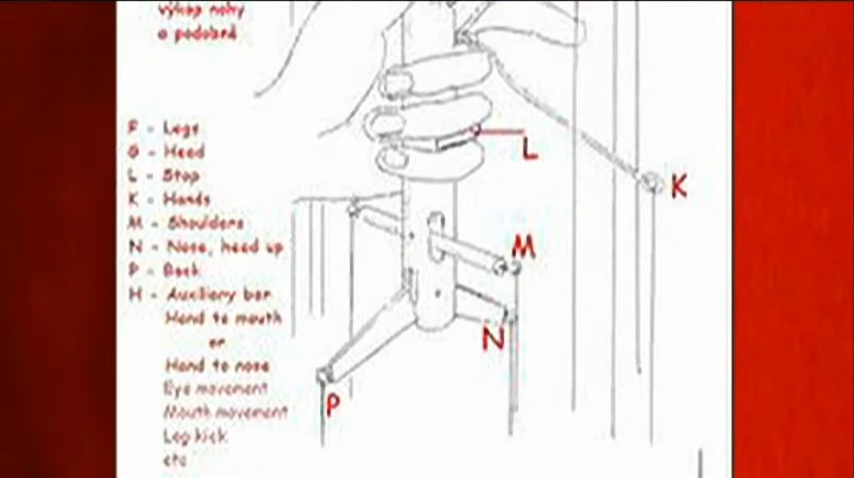 výkop nohy
a podobně
F - Legs
G - Head
L - Stop
K - Hands
M - Shoulders
N - Nose, head up
P - Back
H - Auxiliary bar
Hand to mouth
or
Hand to nose
Eye movement
Mouth movement
Leg kick
etc
L
K
M
N
P